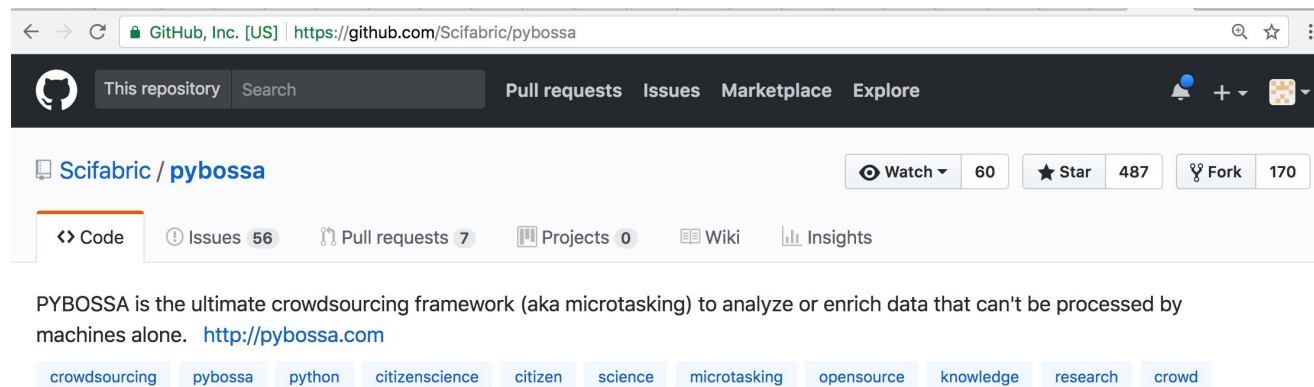 GitHub, Inc. [US] https://github.com/Scifabric/pybossa
This repository Search Pull requests Issues Marketplace Explore
Scifabric / pybossa Watch 60 Star 487 Fork 170
Code Issues 56 Pull requests 7 Projects 0 Wiki Insights
PYBOSSA is the ultimate crowdsourcing framework (aka microtasking) to analyze or enrich data that can't be processed by
machines alone. http://pybossa.com
crowdsourcing pybossa python citizenscience citizen science microtasking opensource knowledge research crowd